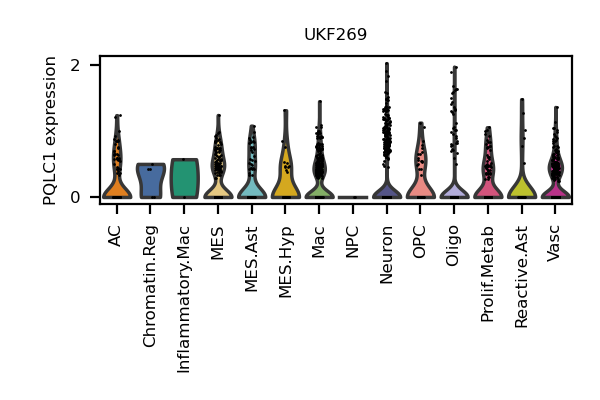 UKF269
PQLC1 expression
2
0
AC
Chromatin.Reg
Inflammatory.Mac
MES
MES.Ast
MES.Hyp
Mac
NPC
Neuron
OPC
Oligo
Prolif.Metab
Reactive.Ast
Vasc